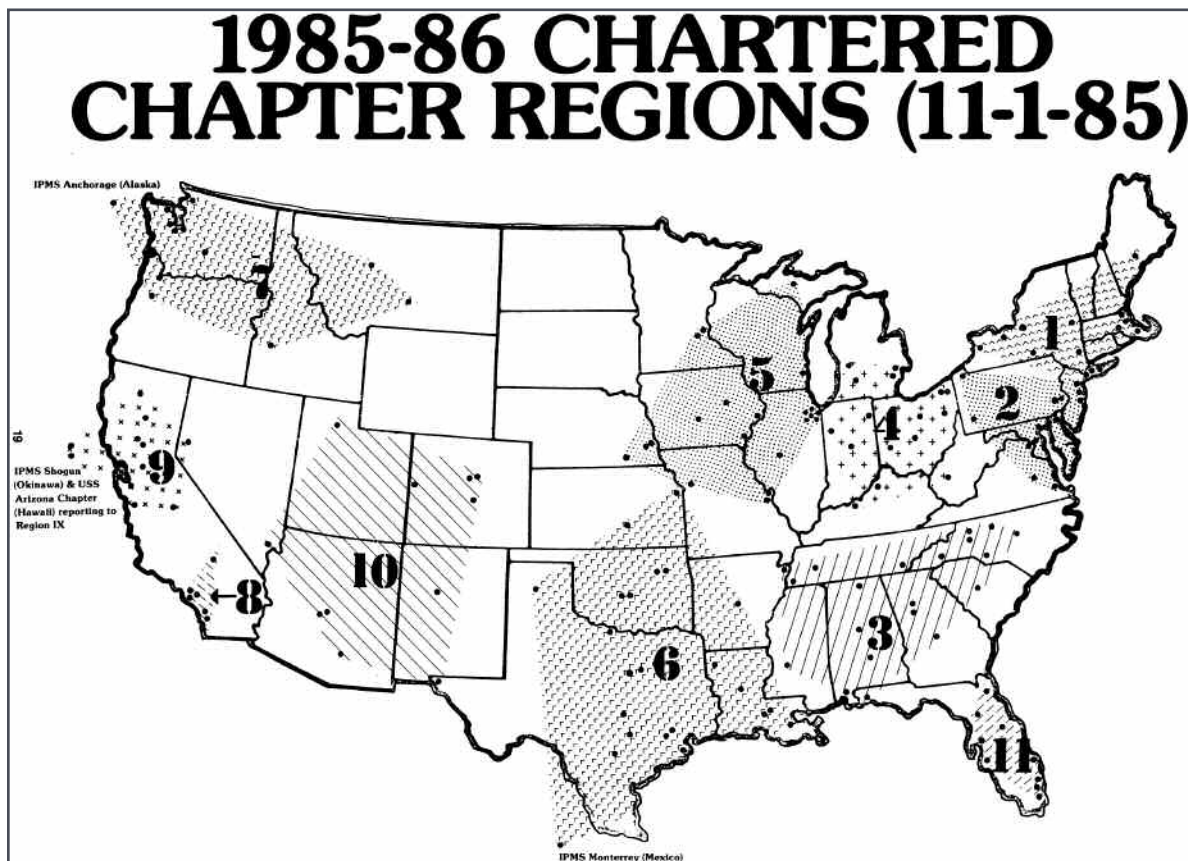 1985-86 CHARTERED
CHAPTER REGIONS (11-1-85)
IPMS Anchorage (Alaska)
7
1
5
2
4
19
9
IPMS Shogun
(Okinawa) & USS
Arizona Chapter
(Hawaii) reporting to
Region IX
10
8
3
6
11
IPMS Monterrey (Mexico)